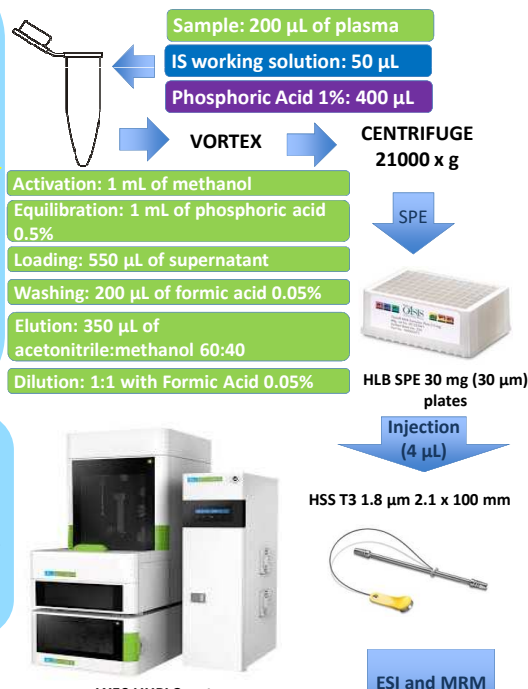 Sample: 200 µL of plasma
IS working solution: 50 µL
Phosphoric Acid 1%: 400 µL
VORTEX
CENTRIFUGE
21000 x g
Activation: 1 mL of methanol
Equilibration: 1 mL of phosphoric acid
0.5%
Loading: 550 µL of supernatant
Washing: 200 µL of formic acid 0.05%
Elution: 350 µL of
acetonitrile:methanol 60:40
Dilution: 1:1 with Formic Acid 0.05%
SPE
Oasis
HLB SPE 30 mg (30 µm)
plates
Injection
(4 µL)
HSS T3 1.8 µm 2.1 x 100 mm
ESI and MRM